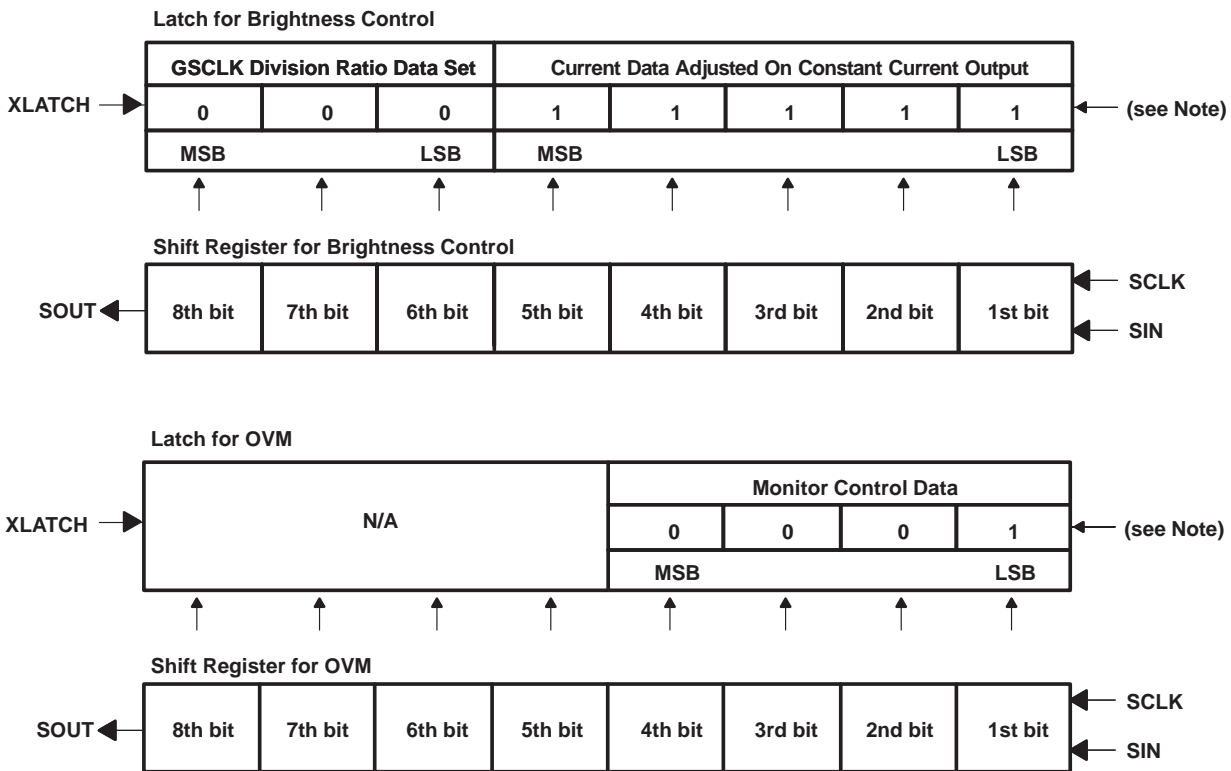 Latch for Brightness Control
GSCLK Division Ratio Data Set Current Data Adjusted On Constant Current Output
XLATCH 0 0 0 1 1 1 1 1 (see Note)
MSB LSB MSB LSB
Shift Register for Brightness Control
SCLK
SOUT 8th bit 7th bit 6th bit 5th bit 4th bit 3rd bit 2nd bit 1st bit
SIN
Latch for OVM
Monitor Control Data
XLATCH N/A 0 0 0 1 (see Note)
MSB LSB
Shift Register for OVM
SCLK
SOUT 8th bit 7th bit 6th bit 5th bit 4th bit 3rd bit 2nd bit 1st bit
SIN